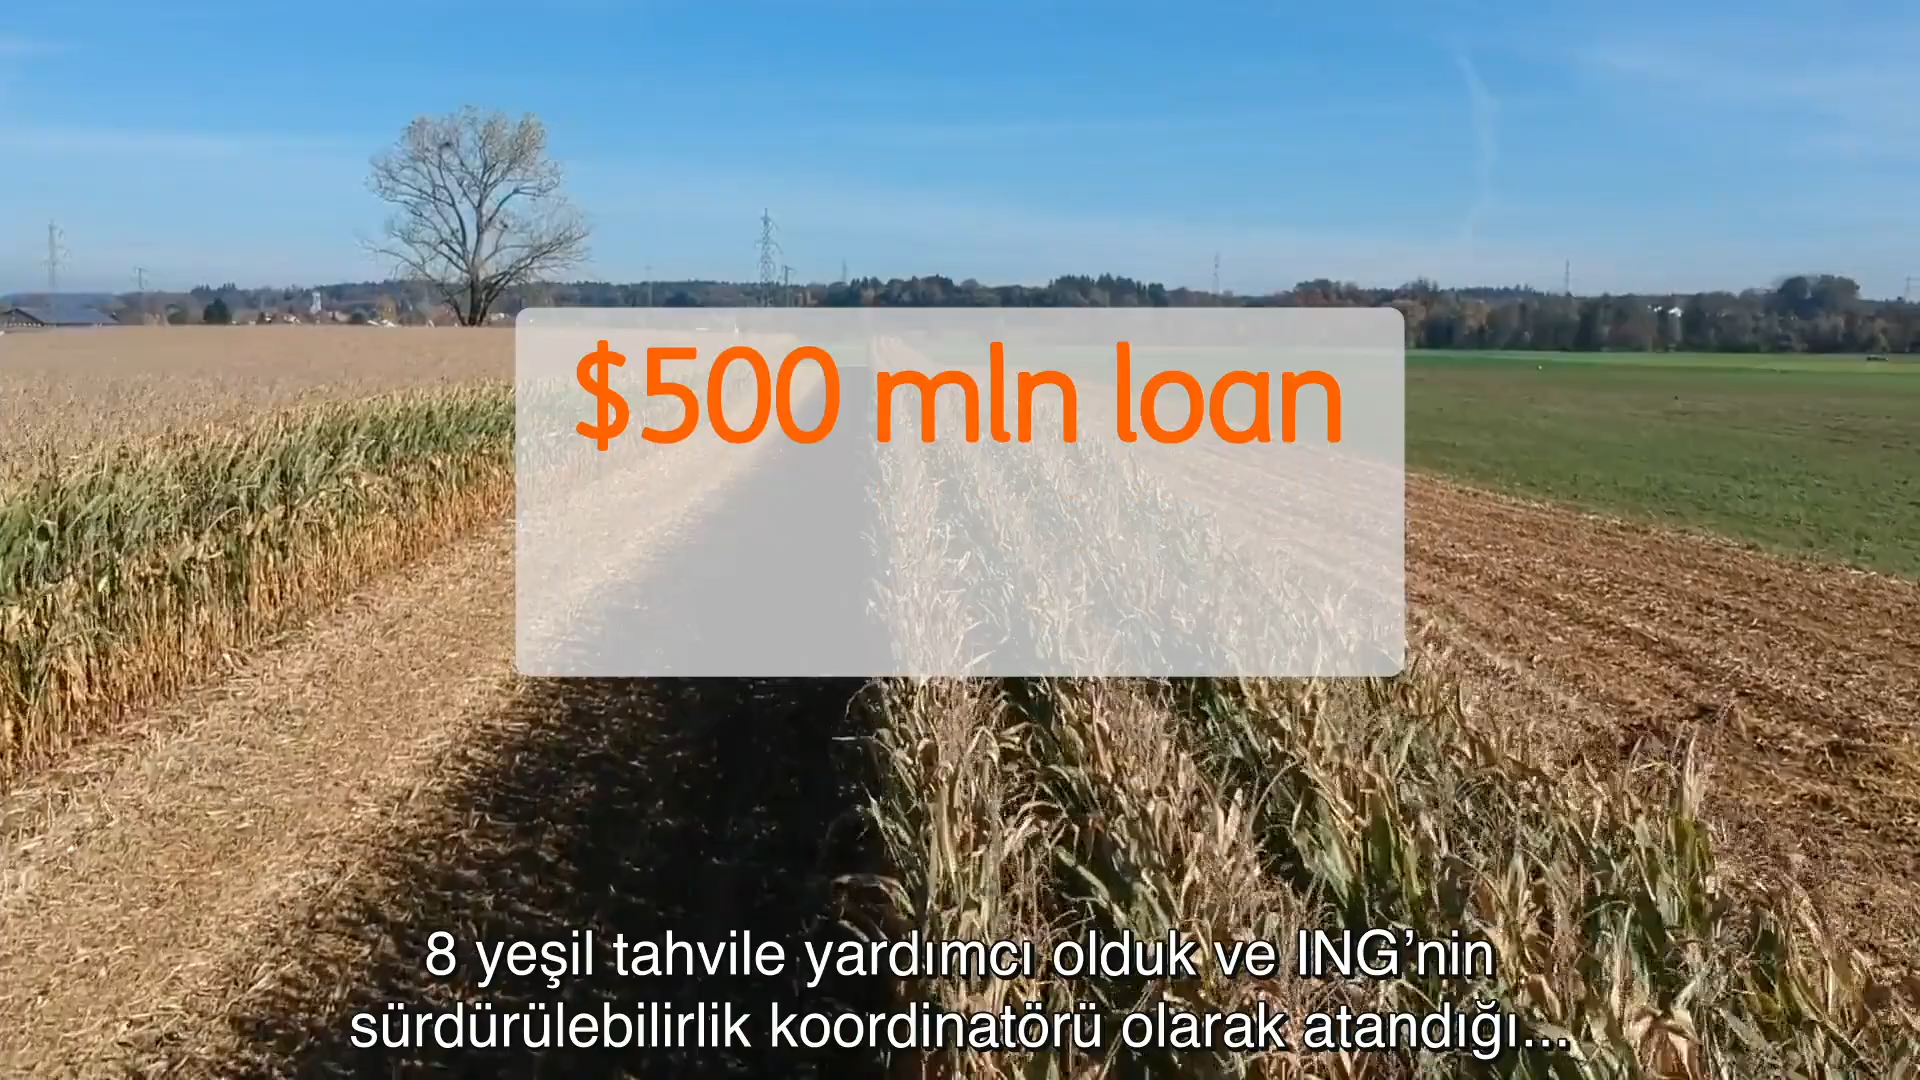 $500 mln loan
8 yeşil tahvile yardımcı olduk ve ING’nin
sürdürülebilirlik koordinatörü olarak atandığı...